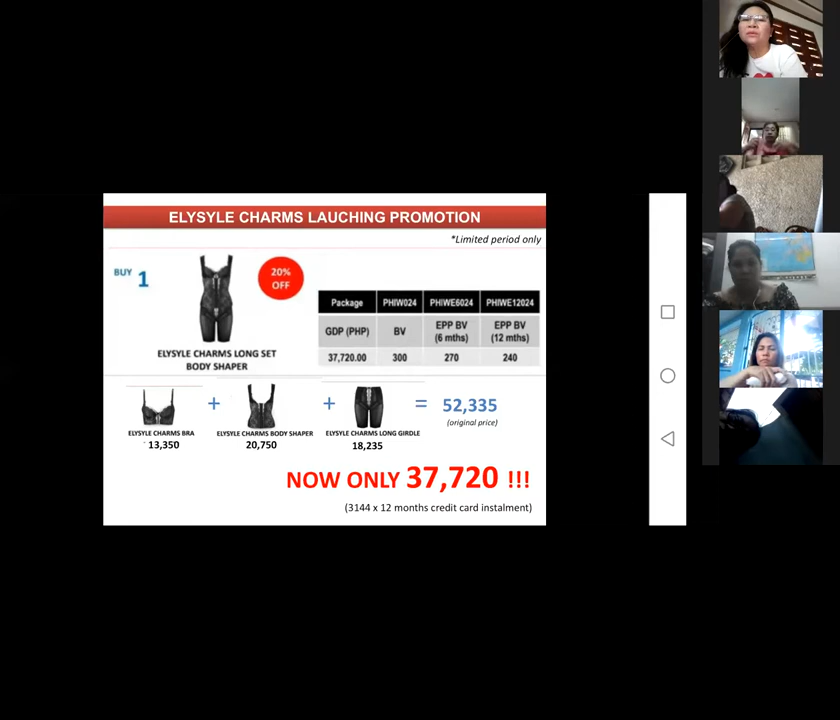 ELYSYLE CHARMS LAUCHING PROMOTION
*Limited period only
BUY 1
20%
OFF
ELYSYLE CHARMS LONG SET
BODY SHAPER
Package PHIW024 PHIWE6024 PHIWE12024
GDP (PHP) BV EPP BV (6 mths) EPP BV (12 mths)
37,720.00 300 270 240
+ + = 52,335
(original price)
ELYSYLE CHARMS BRA ELYSYLE CHARMS BODY SHAPER ELYSYLE CHARMS LONG GIRDLE
13,350 20,750 18,235
NOW ONLY 37,720 !!!
(3144 x 12 months credit card instalment)